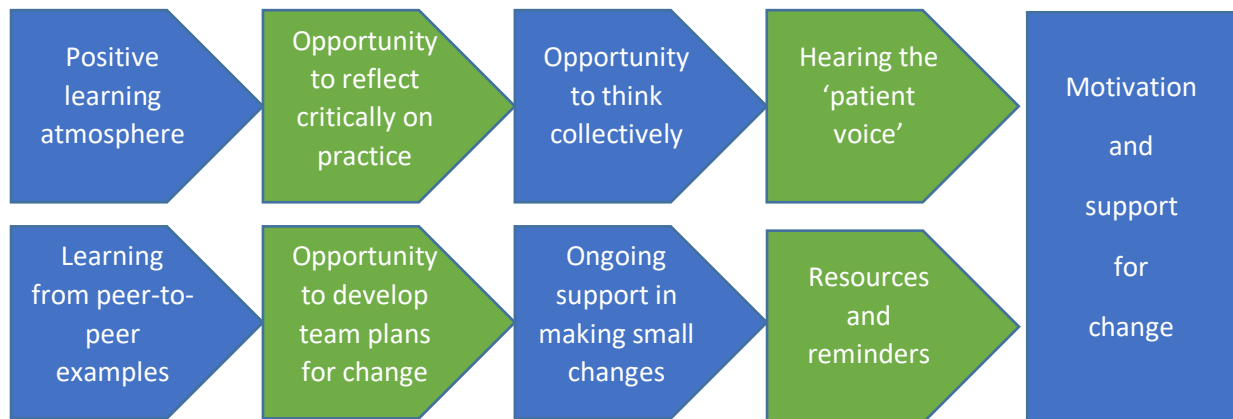 Positive
learning
atmosphere
Opportunity
to reflect
critically on
practice
Opportunity
to think
collectively
Hearing the
‘patient
voice’
Motivation
and
support
for
change
Learning
from peer-to-
peer
examples
Opportunity
to develop
team plans
for change
Ongoing
support in
making small
changes
Resources
and
reminders